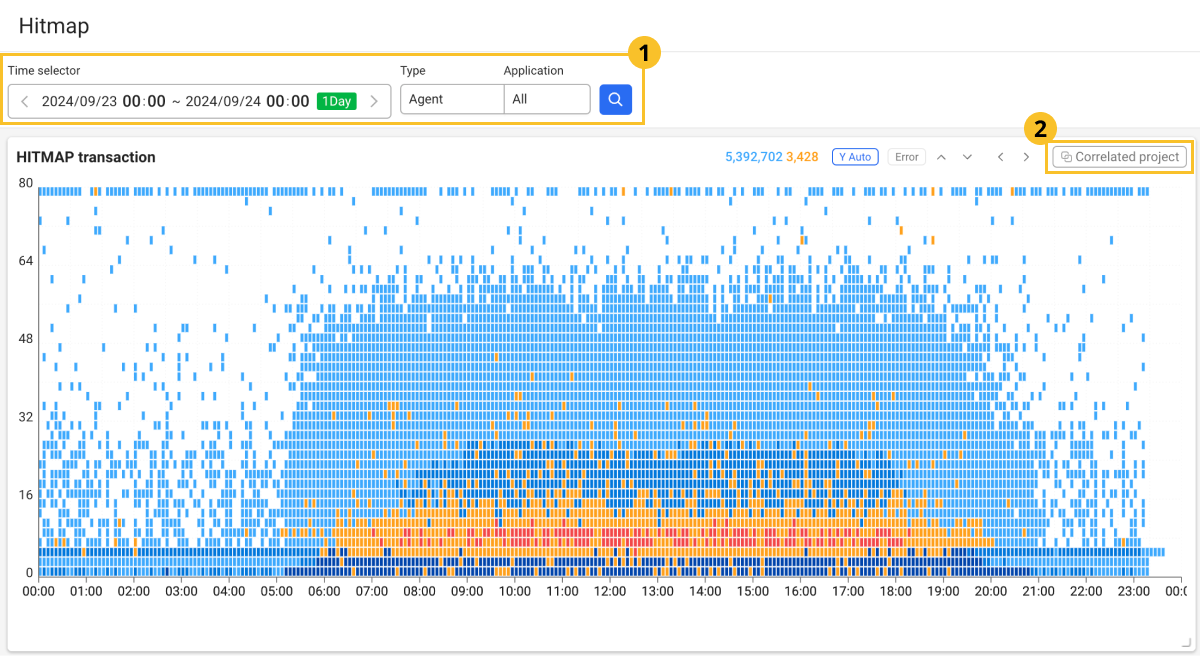 Hitmap
1
Time selector Type Application
2024/09/23 00:00 ~ 2024/09/24 00:00 1Day Agent All
2
HITMAP transaction 5,392,702 3,428 Y Auto Error Correlated project
80
64
48
32
16
0
00:00 01:00 02:00 03:00 04:00 05:00 06:00 07:00 08:00 09:00 10:00 11:00 12:00 13:00 14:00 15:00 16:00 17:00 18:00 19:00 20:00 21:00 22:00 23:00 00:0